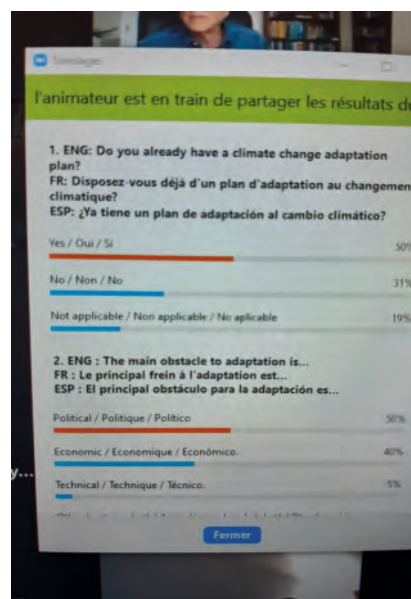 Sondages
l'animateur est en train de partager les résultats d
1. ENG: Do you already have a climate change adaptation
plan?
FR: Disposez-vous déjà d'un plan d'adaptation au changemen
climatique?
ESP: ¿Ya tiene un plan de adaptación al cambio climático?
Yes / Oui / Sí
50%
No / Non / No
31%
Not applicable / Non applicable / No aplicable
19%
2. ENG : The main obstacle to adaptation is...
FR : Le principal frein à l'adaptation est...
ESP : El principal obstáculo para la adaptación es...
Political / Politique / Político
50%
Economic / Economique / Económico.
40%
Technical / Technique / Técnico.
5%
y...
Fermer